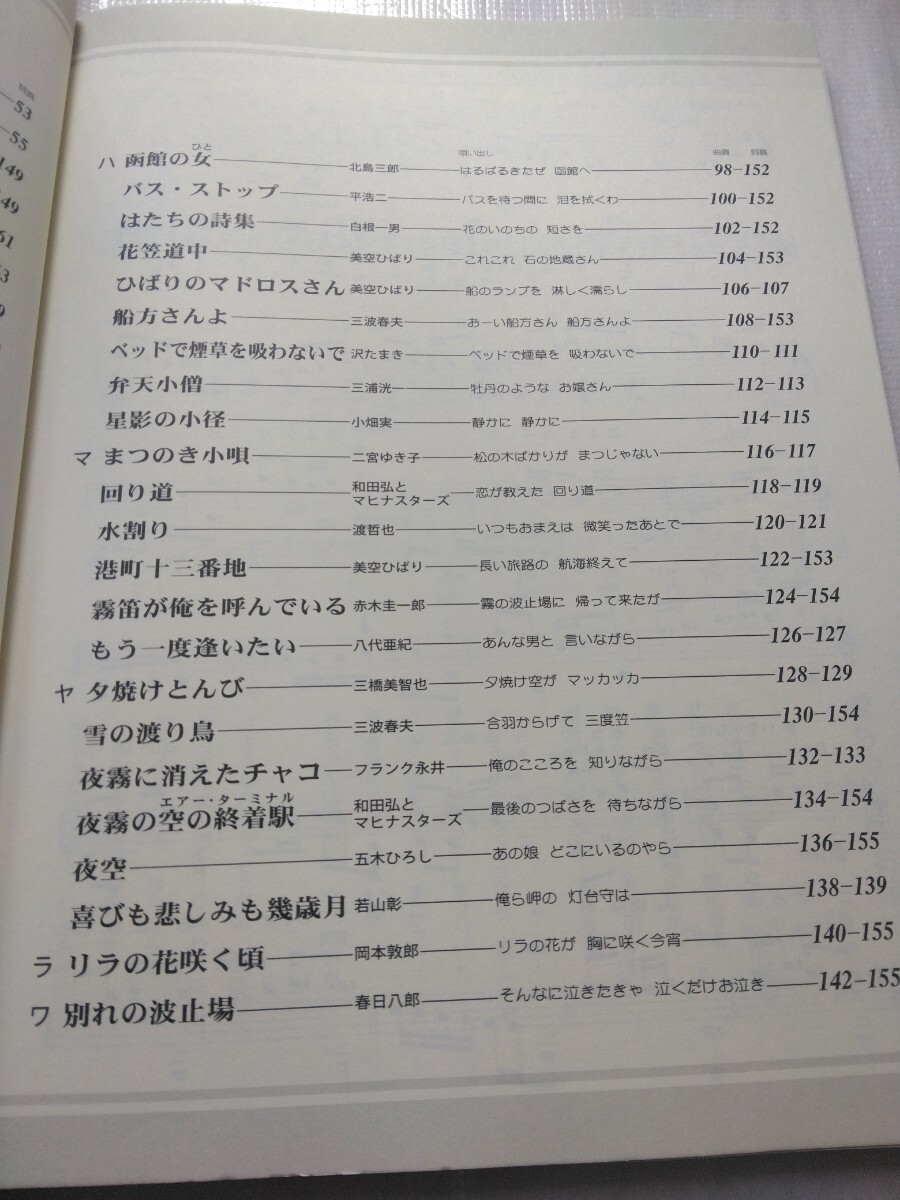 詞頁
53
55
149
49
61
3
9
唄い出し 曲頁 詞頁
ハ 函館の女 北島三郎 はるばるきたぜ 函館へ 98-152
ひと
バス・ストップ 平浩二 バスを待つ間に 泪を拭くわ 100-152
はたちの詩集 白根一男 花のいのちの 短さを 102-152
花笠道中 美空ひばり これこれ 石の地蔵さん 104-153
ひばりのマドロスさん 美空ひばり 船のランプを 淋しく濡らし 106-107
船方さんよ 三波春夫 おーい船方さん 船方さんよ 108-153
ベッドで煙草を吸わないで 沢たまき ベッドで煙草を 吸わないで 110-111
弁天小僧 三浦洸一 牡丹のような お嬢さん 112-113
星影の小径 小畑実 静かに 静かに 114-115
マ まつのき小唄 二宮ゆき子 松の木ばかりが まつじゃない 116-117
回り道 和田弘とマヒナスターズ 恋が教えた 回り道 118-119
水割り 渡哲也 いつもおまえは 微笑ったあとで 120-121
港町十三番地 美空ひばり 長い旅路の 航海終えて 122-153
霧笛が俺を呼んでいる 赤木圭一郎 霧の波止場に 帰って来たが 124-154
もう一度逢いたい 八代亜紀 あんな男と 言いながら 126-127
ヤ 夕焼けとんび 三橋美智也 夕焼け空が マッカッカ 128-129
雪の渡り鳥 三波春夫 合羽からげて 三度笠 130-154
夜霧に消えたチャコ フランク永井 俺のこころを 知りながら 132-133
エアー・ターミナル
夜霧の空の終着駅 和田弘とマヒナスターズ 最後のつばさを 待ちながら 134-154
夜空 五木ひろし あの娘 どこにいるのやら 136-155
喜びも悲しみも幾歳月 若山彰 俺ら岬の 灯台守は 138-139
ラ リラの花咲く頃 岡本敦郎 リラの花が 胸に咲く今宵 140-155
ワ 別れの波止場 春日八郎 そんなに泣きたきゃ 泣くだけお泣き 142-155